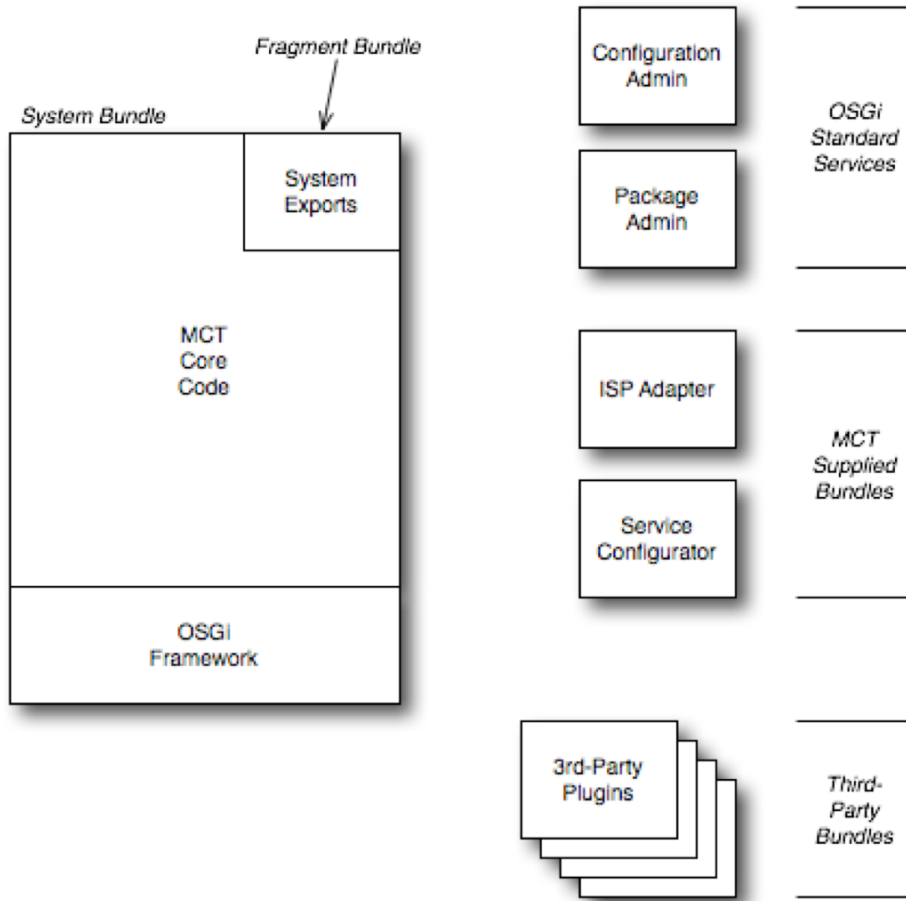 Fragment Bundle
System Bundle
System
Exports
MCT
Core
Code
OSGi
Framework
Configuration
Admin
Package
Admin
OSGi
Standard
Services
ISP Adapter
Service
Configurator
MCT
Supplied
Bundles
3rd-Party
Plugins
Third-
Party
Bundles